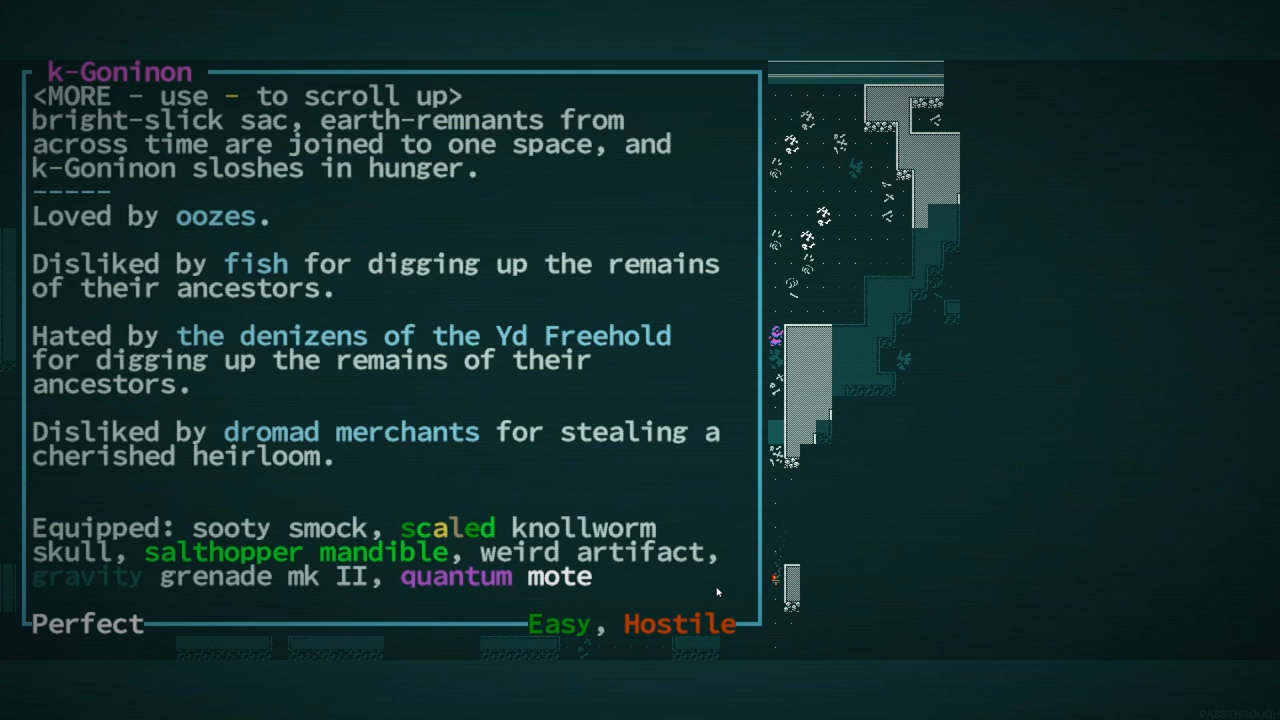 k-Goninon
<MORE - use - to scroll up>
bright-slick sac, earth-remnants from
across time are joined to one space, and
k-Goninon sloshes in hunger.
-----
Loved by oozes.
Disliked by fish for digging up the remains
of their ancestors.
Hated by the denizens of the Yd Freehold
for digging up the remains of their
ancestors.
Disliked by dromad merchants for stealing a
cherished heirloom.
Equipped: sooty smock, scaled knollworm
skull, salthopper mandible, weird artifact,
gravity grenade mk II, quantum mote
Perfect
Easy, Hostile